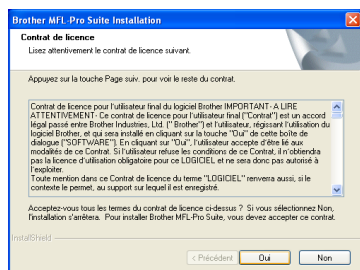 Brother MFL-Pro Suite Installation
Contrat de licence
Lisez attentivement le contrat de licence suivant.
Appuyez sur la touche Page suiv. pour voir le reste du contrat.
Contrat de licence pour l'utilisateur final du logiciel Brother IMPORTANT- A LIRE
ATTENTIVEMENT- Ce contrat de licence pour l'utilisateur final ("Contrat") est un accord
légal passé entre Brother Industries, Ltd. (" Brother") et l'utilisateur, régissant l'utilisation du
logiciel Brother, et qui sera installé en cliquant sur la touche "Oui" de cette boîte de
dialogue ("SOFTWARE"). En cliquant sur "Oui", l'utilisateur accepte d'être lié aux
modalités de ce Contrat. Si l'utilisateur refuse les conditions de ce Contrat, il n'obtiendra
pas la licence d'utilisation obligatoire pour ce LOGICIEL et ne sera donc pas autorisé à
l'exploiter.
Toute mention dans ce Contrat de licence du terme "LOGICIEL" renverra aussi, si le
contexte le permet, au support sur lequel il est enregistré.
Acceptez-vous tous les termes du contrat de licence ci-dessus ? Si vous sélectionnez Non,
l'installation s'arrêtera. Pour installer Brother MFL-Pro Suite, vous devez accepter ce contrat.
InstallShield
< Précédent
Oui
Non